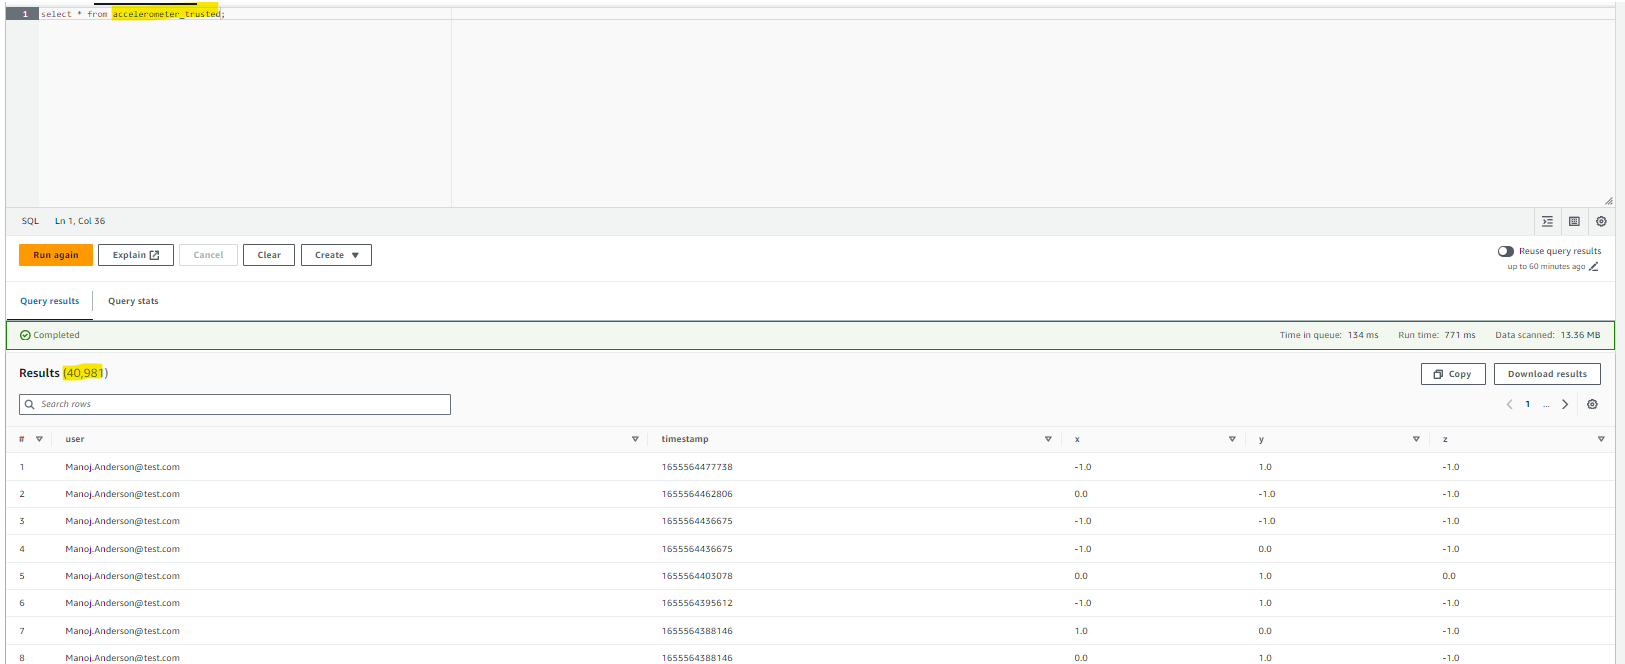 1 select * from accelerometer_trusted;
SQL Ln 1, Col 36
Run again Explain Cancel Clear Create
Reuse query results
up to 60 minutes ago
Query results Query stats
Completed Time in queue: 134 ms Run time: 771 ms Data scanned: 13.36 MB
Results (40,981) Copy Download results
Search rows 1 ...
# user timestamp x y z
1 Manoj.Anderson@test.com 1655564477738 -1.0 1.0 -1.0
2 Manoj.Anderson@test.com 1655564462806 0.0 -1.0 -1.0
3 Manoj.Anderson@test.com 1655564436675 -1.0 -1.0 -1.0
4 Manoj.Anderson@test.com 1655564436675 -1.0 0.0 -1.0
5 Manoj.Anderson@test.com 1655564403078 0.0 1.0 0.0
6 Manoj.Anderson@test.com 1655564395612 -1.0 1.0 -1.0
7 Manoj.Anderson@test.com 1655564388146 1.0 0.0 -1.0
8 Manoj.Anderson@test.com 1655564388146 0.0 1.0 -1.0